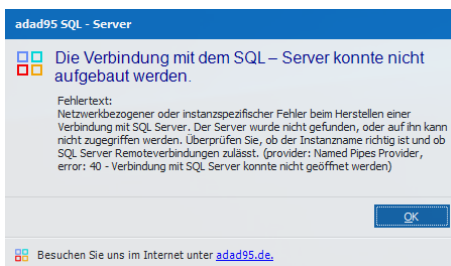 adad95 SQL - Server
Die Verbindung mit dem SQL – Server konnte nicht
aufgebaut werden.
Fehlertext:
Netzwerkbezogener oder instanzspezifischer Fehler beim Herstellen einer
Verbindung mit SQL Server. Der Server wurde nicht gefunden, oder auf ihn kann
nicht zugegriffen werden. Überprüfen Sie, ob der Instanzname richtig ist und ob
SQL Server Remoteverbindungen zulässt. (provider: Named Pipes Provider,
error: 40 - Verbindung mit SQL Server konnte nicht geöffnet werden)
OK
Besuchen Sie uns im Internet unter adad95.de.